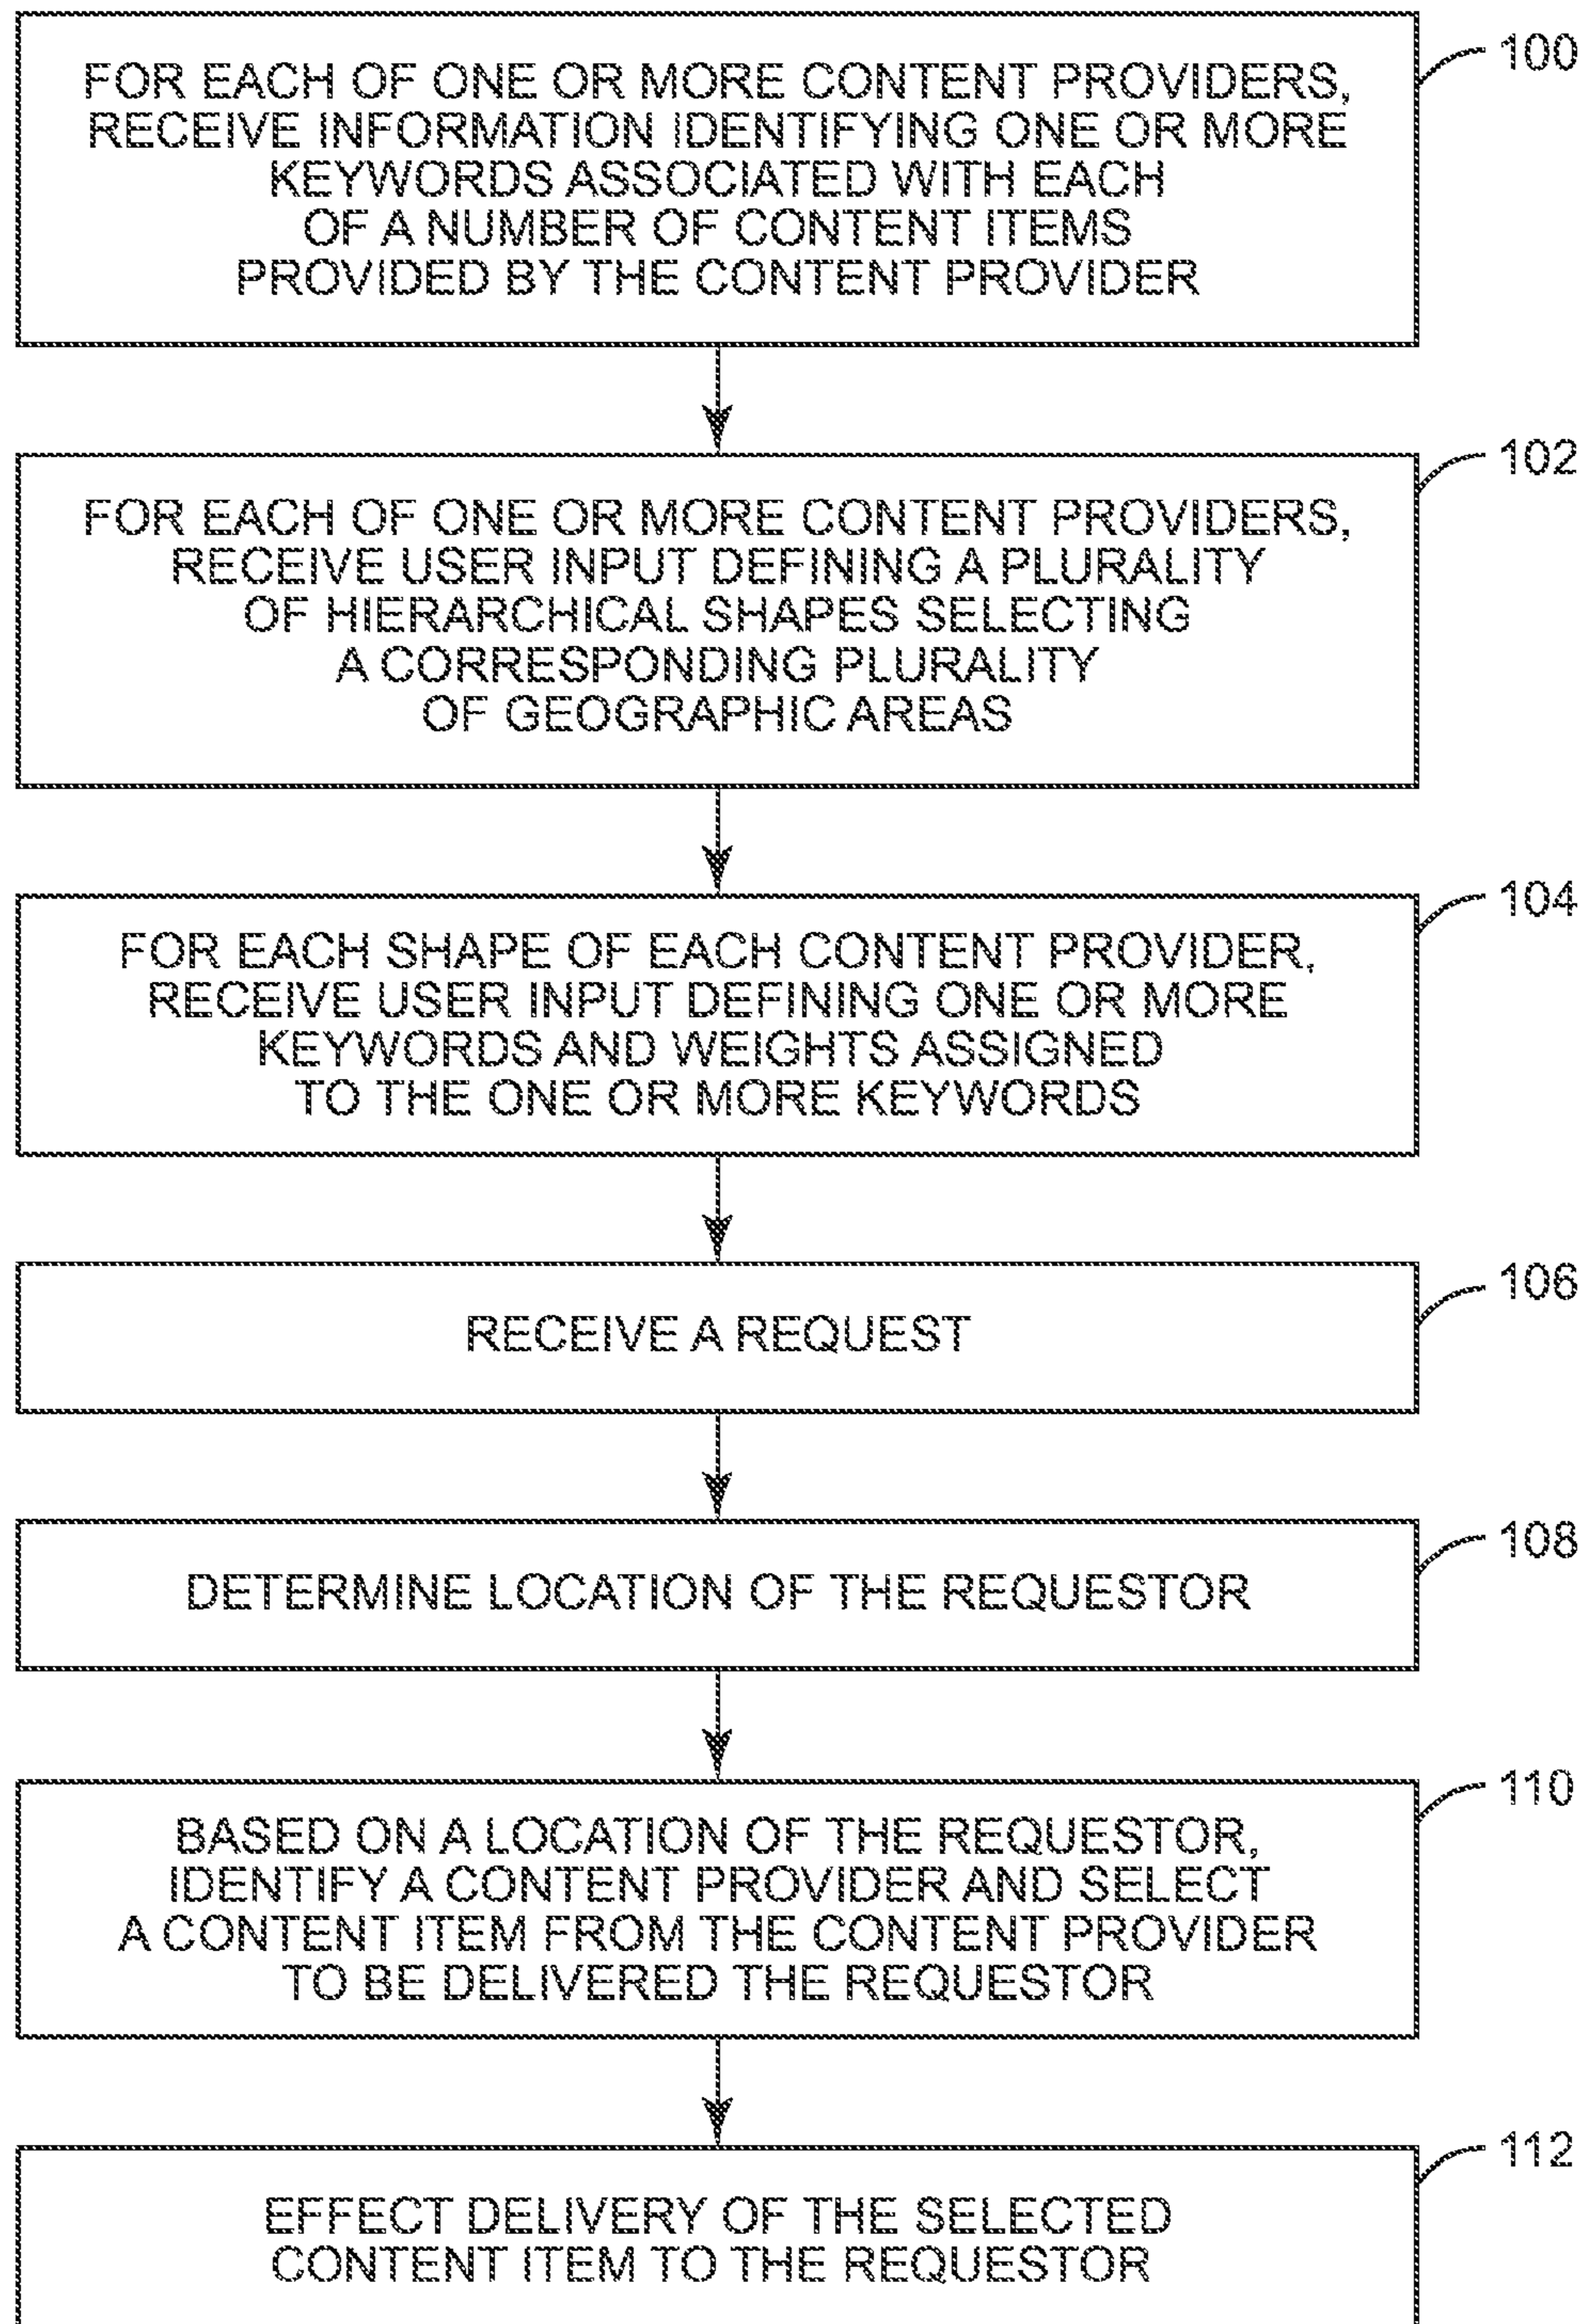 FOR EACH OF ONE OR MORE CONTENT PROVIDERS,
RECEIVE INFORMATION IDENTIFYING ONE OR MORE
KEYWORDS ASSOCIATED WITH EACH
OF A NUMBER OF CONTENT ITEMS
PROVIDED BY THE CONTENT PROVIDER
100
FOR EACH OF ONE OR MORE CONTENT PROVIDERS,
RECEIVE USER INPUT DEFINING A PLURALITY
OF HIERARCHICAL SHAPES SELECTING
A CORRESPONDING PLURALITY
OF GEOGRAPHIC AREAS
102
FOR EACH SHAPE OF EACH CONTENT PROVIDER,
RECEIVE USER INPUT DEFINING ONE OR MORE
KEYWORDS AND WEIGHTS ASSIGNED
TO THE ONE OR MORE KEYWORDS
104
RECEIVE A REQUEST
106
DETERMINE LOCATION OF THE REQUESTOR
108
BASED ON A LOCATION OF THE REQUESTOR,
IDENTIFY A CONTENT PROVIDER AND SELECT
A CONTENT ITEM FROM THE CONTENT PROVIDER
TO BE DELIVERED THE REQUESTOR
110
EFFECT DELIVERY OF THE SELECTED
CONTENT ITEM TO THE REQUESTOR
112